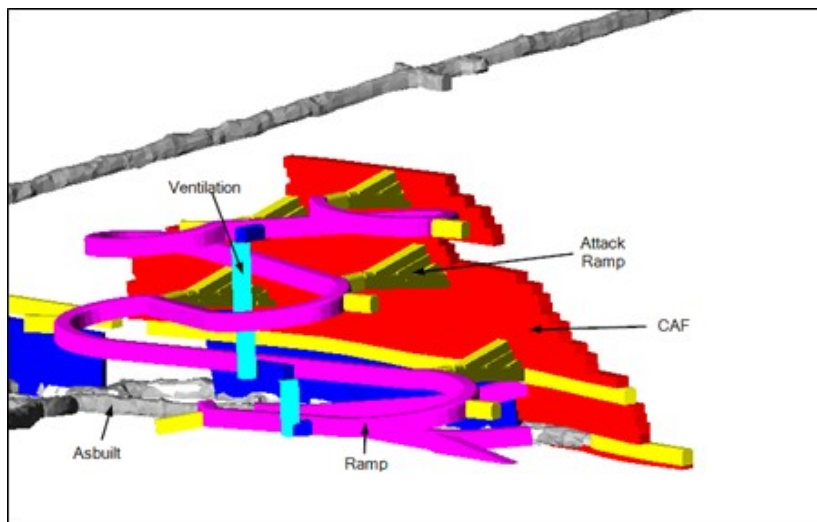 Ventilation
Attack
Ramp
CAF
Asbuilt
Ramp